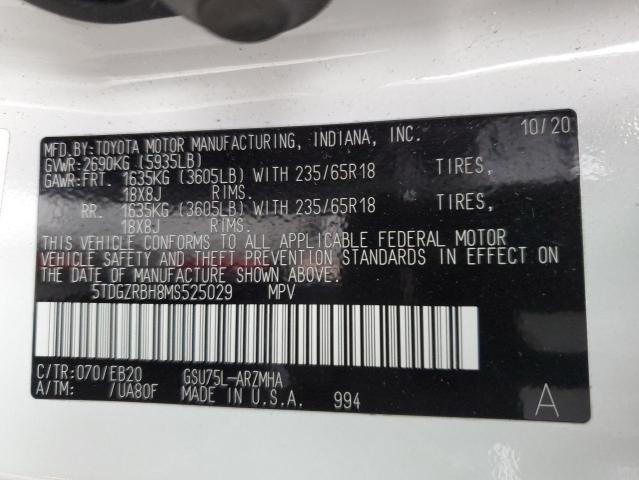 MFD.BY:TOYOTA MOTOR MANUFACTURING, INDIANA, INC. 10/20
GVWR:2690KG (5935LB)
GAWR:FRT. 1635KG (3605LB) WITH 235/65R18 TIRES,
18X8J RIMS.
RR. 1635KG (3605LB) WITH 235/65R18 TIRES,
18X8J RIMS.
THIS VEHICLE CONFORMS TO ALL APPLICABLE FEDERAL MOTOR
VEHICLE SAFETY AND THEFT PREVENTION STANDARDS IN EFFECT ON THE
DATE OF MANUFACTURE SHOWN ABOVE.
5TDGZRBH8MS525029 MPV
C/TR:070/EB20 GSU75L-ARZMHA
A/TM: /UA80F MADE IN U.S.A. 994 A